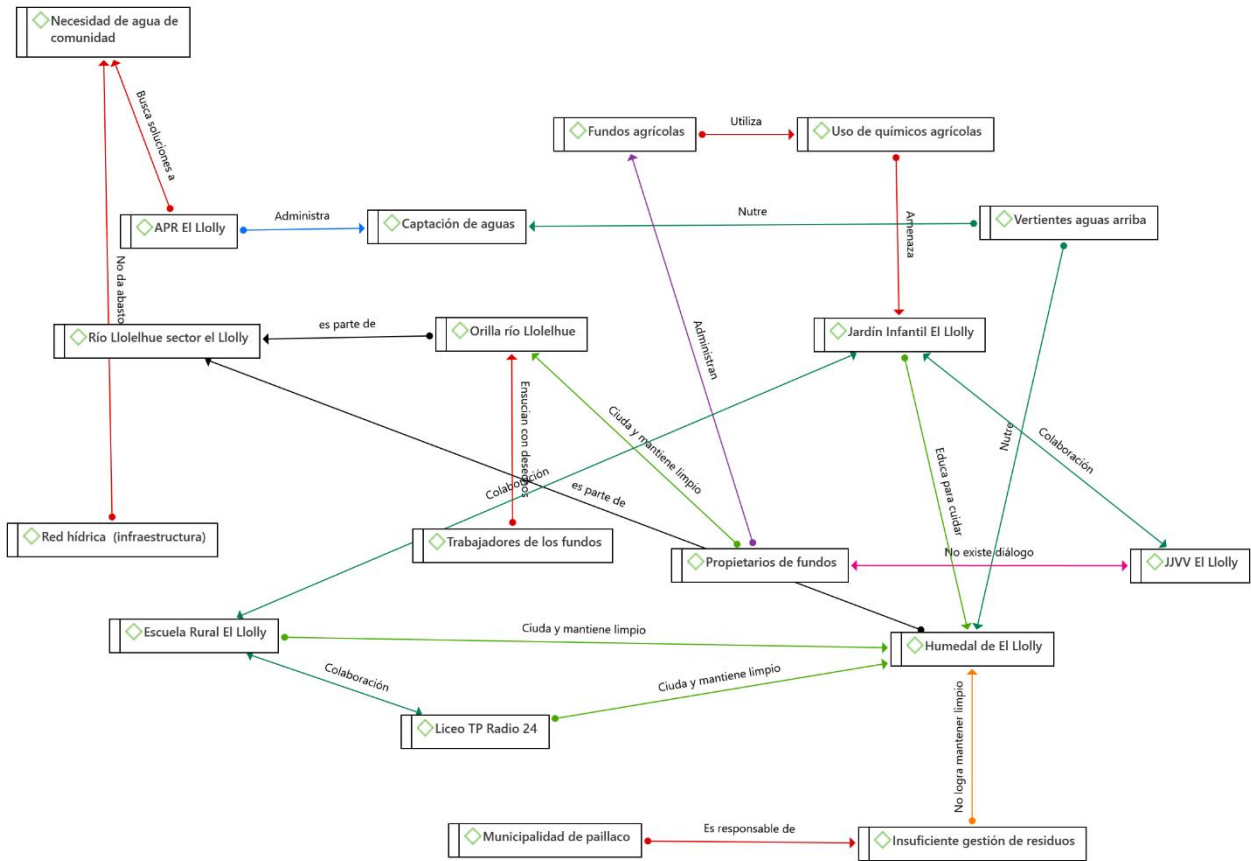 Necesidad de agua de
comunidad
Busca soluciones a
Fundos agrícolas
Utiliza
Uso de químicos agrícolas
APR El Llolly
Administra
Captación de aguas
Nutre
Vertientes aguas arriba
Amenaza
No da abasto
Río Llolelhue sector el Llolly
es parte de
Orilla río Llolelhue
Administran
Jardín Infantil El Llolly
Ensucian con desechos
Ciuda y mantiene limpio
Colaboración
es parte de
Educa para cuidar
Nutre
Colaboración
Red hídrica (infraestructura)
Trabajadores de los fundos
Propietarios de fundos
No existe diálogo
JJVV El Llolly
Escuela Rural El Llolly
Ciuda y mantiene limpio
Humedal de El Llolly
Colaboración
Ciuda y mantiene limpio
Liceo TP Radio 24
No logra mantener limpio
Municipalidad de paillaco
Es responsable de
Insuficiente gestión de residuos